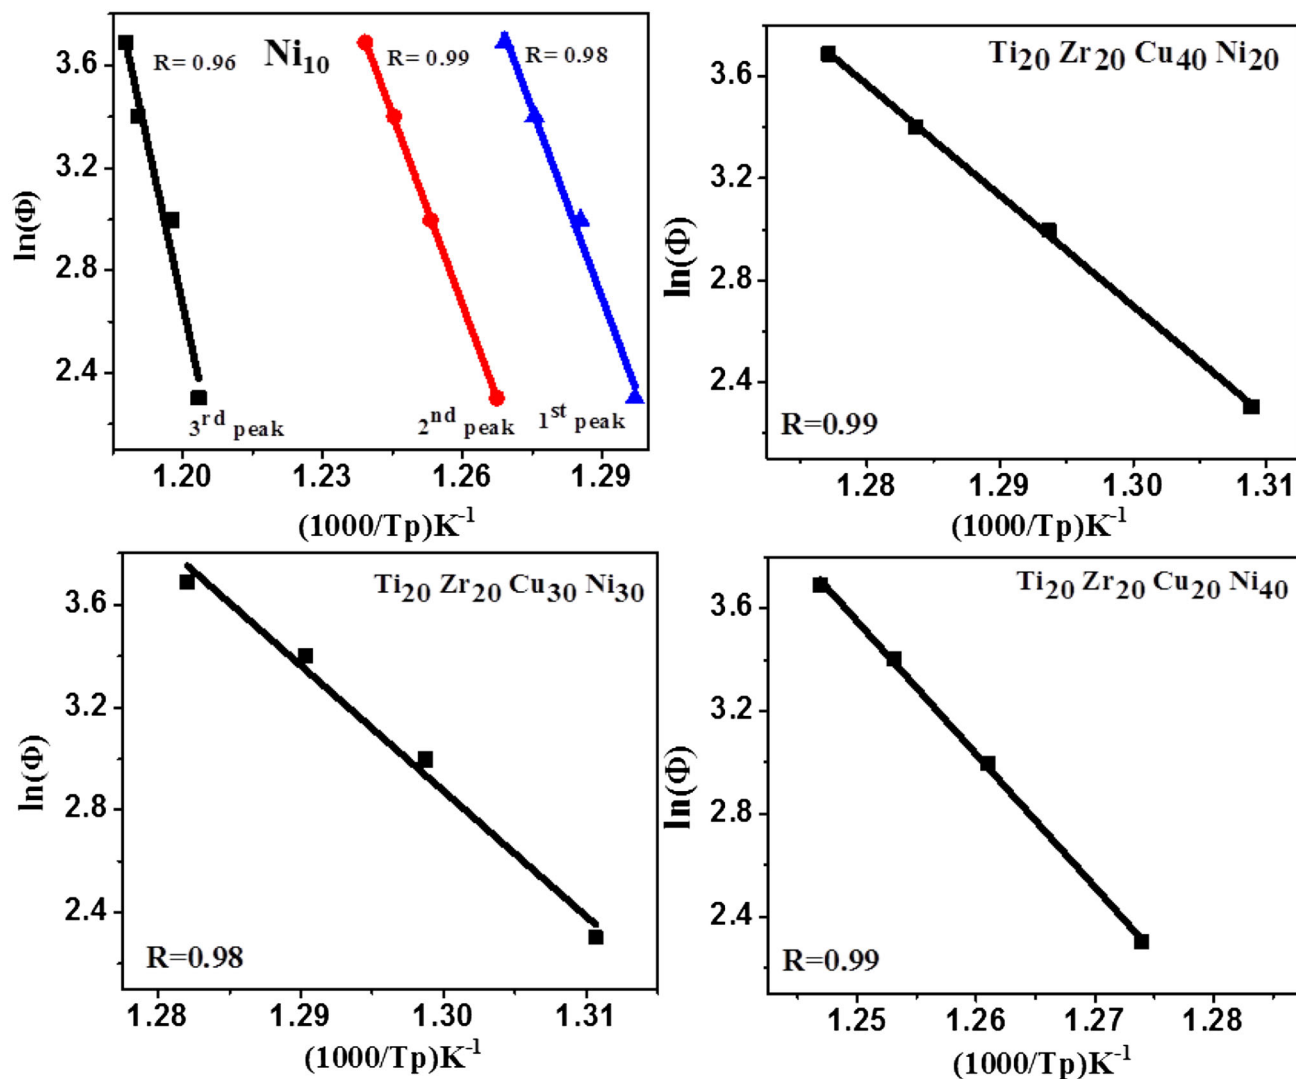 ln(Φ)
3.6
3.2
2.8
2.4
R= 0.96
Ni10
R= 0.99
R= 0.98
3rd peak
2nd peak
1st peak
1.20
1.23
1.26
1.29
(1000/Tp)K-1
ln(Φ)
3.6
3.2
2.8
2.4
Ti20 Zr20 Cu40 Ni20
R=0.99
1.28
1.29
1.30
1.31
(1000/Tp)K-1
ln(Φ)
3.6
3.2
2.8
2.4
Ti20 Zr20 Cu30 Ni30
R=0.98
1.28
1.29
1.30
1.31
(1000/Tp)K-1
ln(Φ)
3.6
3.2
2.8
2.4
Ti20 Zr20 Cu20 Ni40
R=0.99
1.25
1.26
1.27
1.28
(1000/Tp)K-1